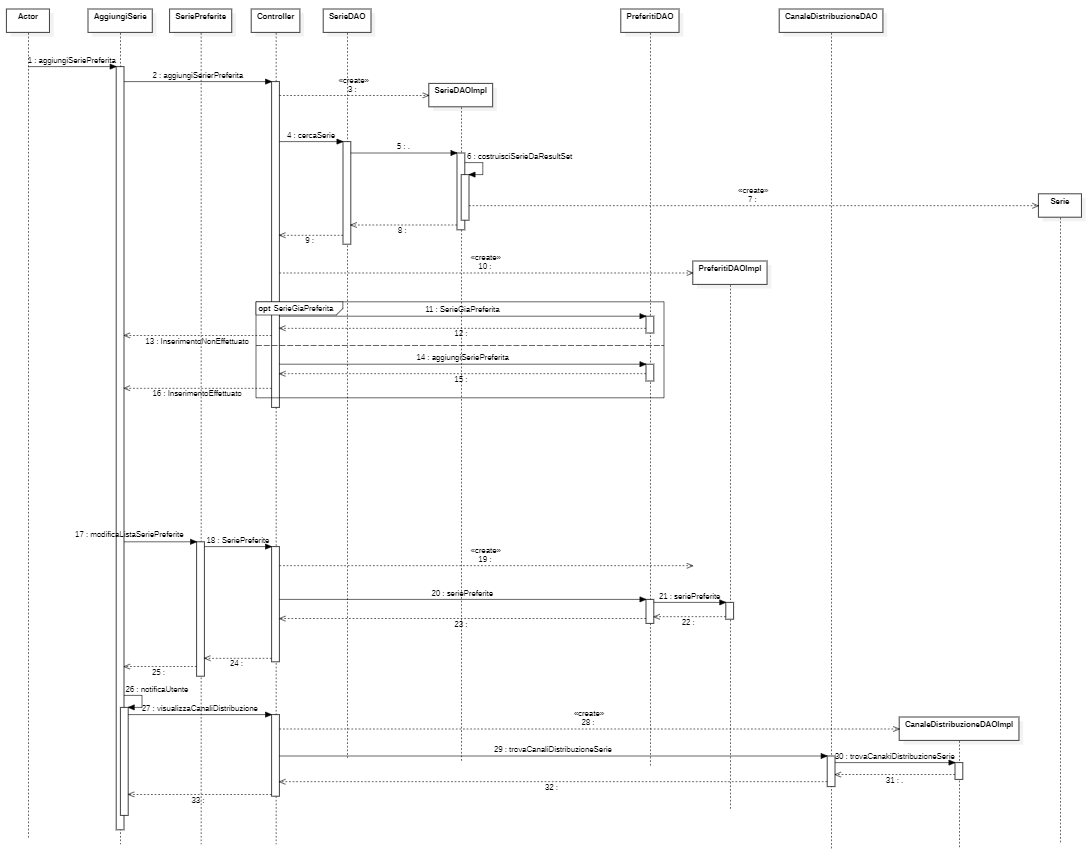 Actor
AggiungiSerie
SeriePreferite
Controller
SerieDAO
PreferitiDAO
CanaleDistribuzioneDAO
1 : aggiungiSeriePreferita
2 : aggiungiSerierPreferita
«create»
3 :
SerieDAOImpl
4 : cercaSerie
5 : .
6 : costruisciSerieDaResultSet
«create»
7 :
Serie
8 :
9 :
«create»
10 :
PreferitiDAOImpl
opt SerieGiaPreferita
11 : SerieGiaPreferita
12 :
13 : InserimentoNonEffettuato
14 : aggiungiSeriePreferita
15 :
16 : InserimentoEffettuato
17 : modificaListaSeriePreferite
18 : SeriePreferite
«create»
19 :
20 : seriePreferite
21 : seriePreferite
22 :
23 :
24 :
25 :
26 : notificaUtente
27 : visualizzaCanaliDistribuzione
«create»
28 :
CanaleDistribuzioneDAOImpl
29 : trovaCanaliDistribuzioneSerie
30 : trovaCanakiDistribuzioneSerie
31 : .
32 :
33 :